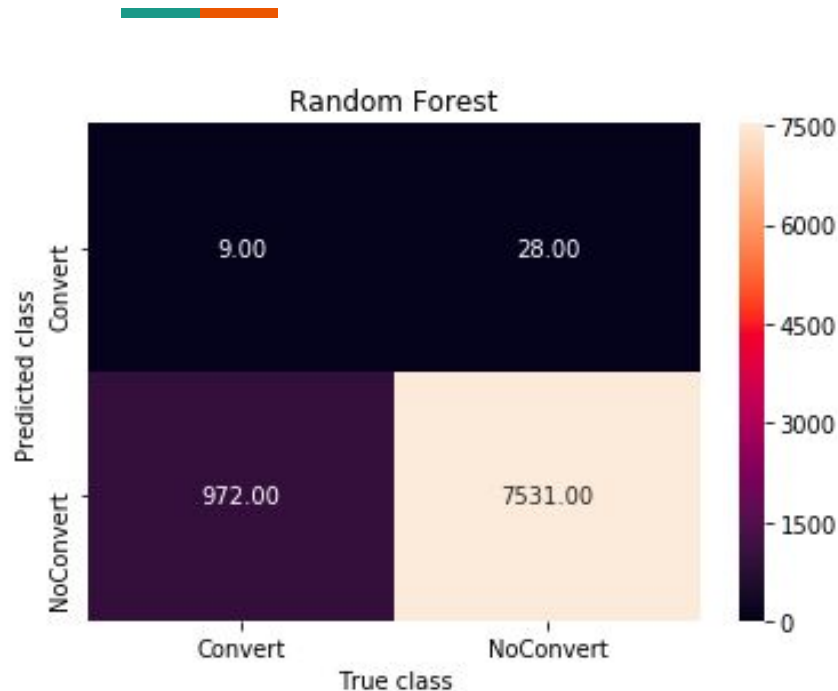 Random Forest
Predicted class
Convert
NoConvert
9.00
28.00
972.00
7531.00
Convert
NoConvert
True class
7500
6000
4500
3000
1500
0